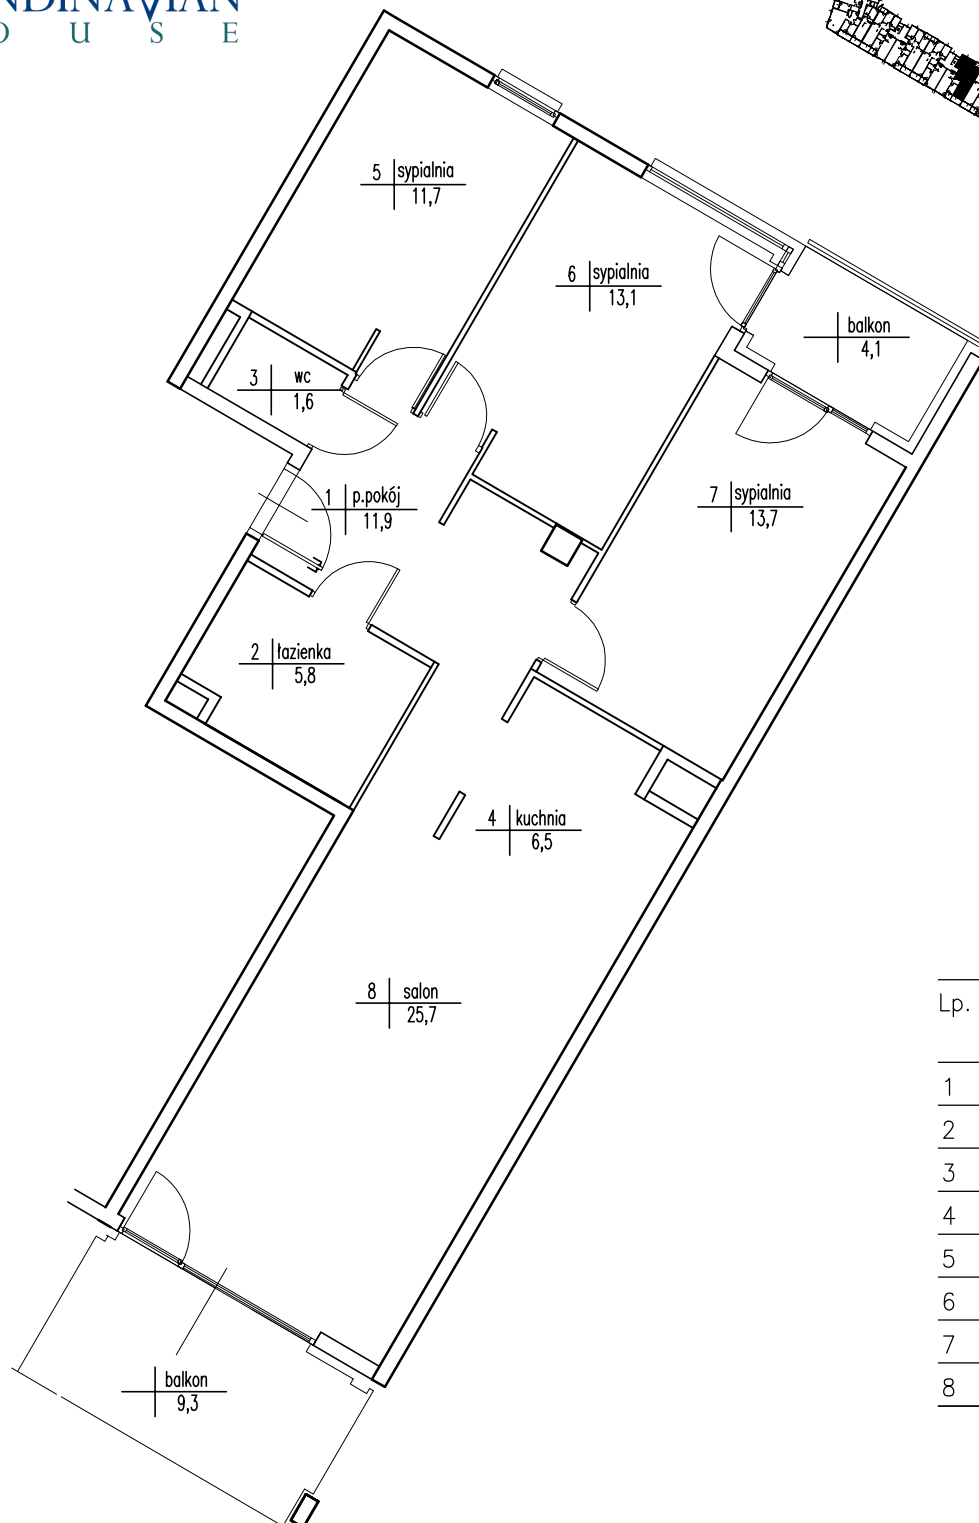 NDINAVIAN
O U S E
5 sypialnia
11,7
6 sypialnia
13,1
balkon
4,1
3 wc
1,6
1 p.pokój
11,9
7 sypialnia
13,7
2 łazienka
5,8
4 kuchnia
6,5
8 salon
25,7
balkon
9,3
Lp.
1
2
3
4
5
6
7
8